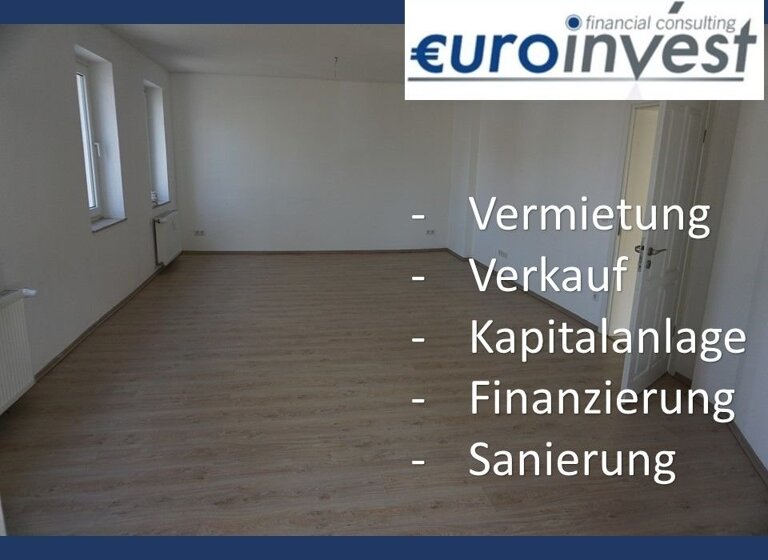 financial consulting
€uroinvest
- Vermietung
- Verkauf
- Kapitalanlage
- Finanzierung
- Sanierung